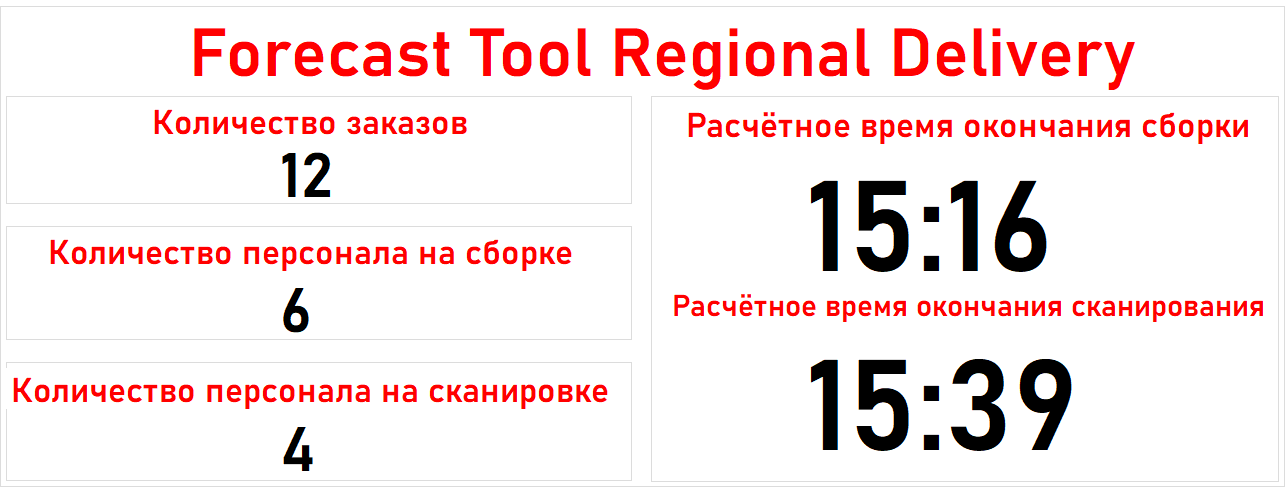 Forecast Tool Regional Delivery
Количество заказов
12
Количество персонала на сборке
6
Количество персонала на сканировке
4
Расчётное время окончания сборки
15:16
Расчётное время окончания сканирования
15:39